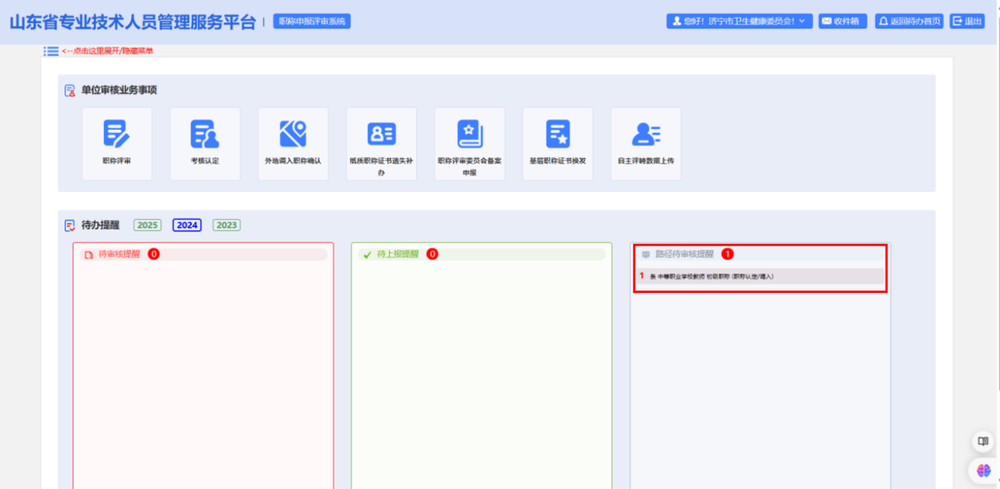 山东省专业技术人员管理服务平台 | 职称申报评审系统
您好！济宁市卫生健康委员会! 收件箱 返回待办首页 退出
<--点击这里展开/隐藏菜单
单位审核业务事项
职称评审
考核认定
外地调入职称确认
纸质职称证书遗失补办
职称评审委员会备案申报
基层职称证书换发
自主评聘数据上传
待办提醒 2025 2024 2023
待审核提醒 0
待上报提醒 0
路径待审核提醒 1
1 条 中等职业学校教师 初级职称 (职称认定/调入)